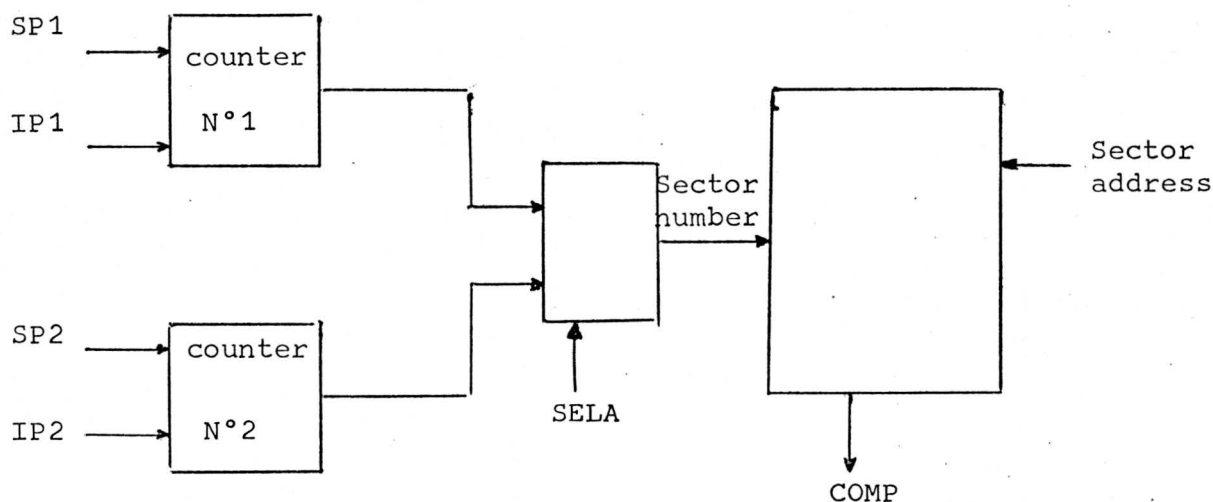 SP1
counter
IP1
N°1
Sector
number
Sector
address
SP2
counter
IP2
N°2
SELA
COMP